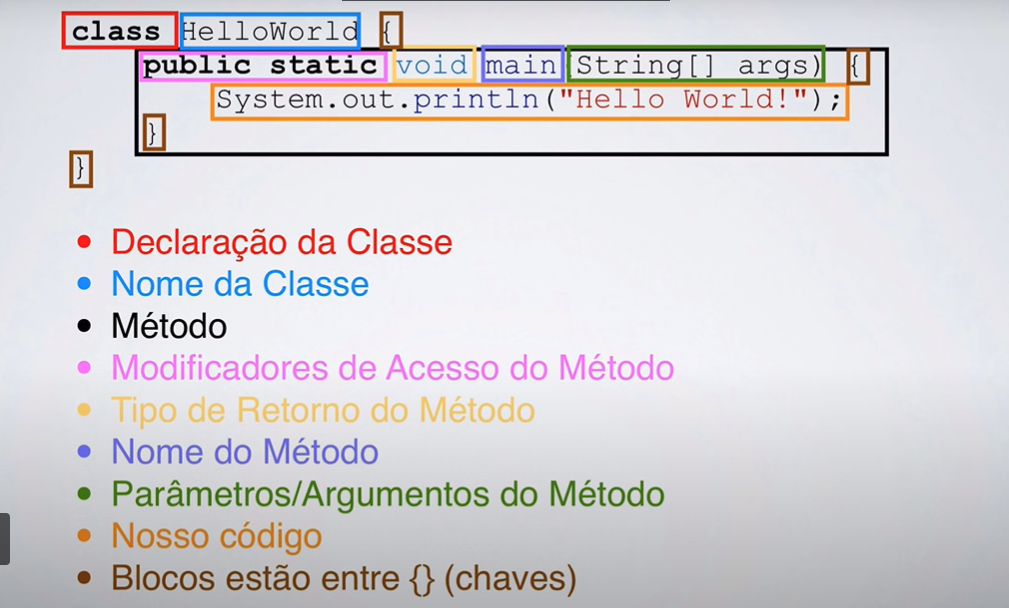 class HelloWorld {
public static void main(String[] args) {
System.out.println("Hello World!");
}
}
• Declaração da Classe
• Nome da Classe
• Método
• Modificadores de Acesso do Método
• Tipo de Retorno do Método
• Nome do Método
• Parâmetros/Argumentos do Método
• Nosso código
• Blocos estão entre {} (chaves)